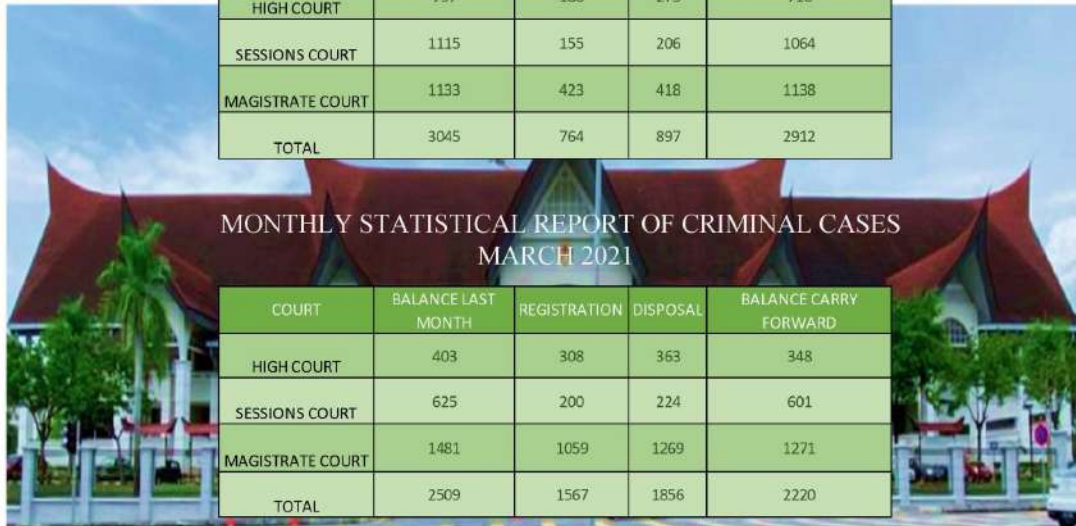 HIGH COURT
SESSIONS COURT 1115 155 206 1064
MAGISTRATE COURT 1133 423 418 1138
TOTAL 3045 764 897 2912
MONTHLY STATISTICAL REPORT OF CRIMINAL CASES
MARCH 2021
COURT BALANCE LAST MONTH REGISTRATION DISPOSAL BALANCE CARRY FORWARD
HIGH COURT 403 308 363 348
SESSIONS COURT 625 200 224 601
MAGISTRATE COURT 1481 1059 1269 1271
TOTAL 2509 1567 1856 2220